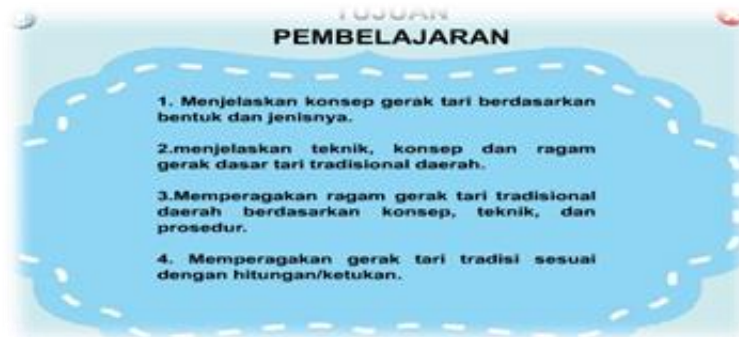 TUJUAN
PEMBELAJARAN
1. Menjelaskan konsep gerak tari berdasarkan
bentuk dan jenisnya.
2.menjelaskan teknik, konsep dan ragam
gerak dasar tari tradisional daerah.
3.Memperagakan ragam gerak tari tradisional
daerah berdasarkan konsep, teknik, dan
prosedur.
4. Memperagakan gerak tari tradisi sesuai
dengan hitungan/ketukan.